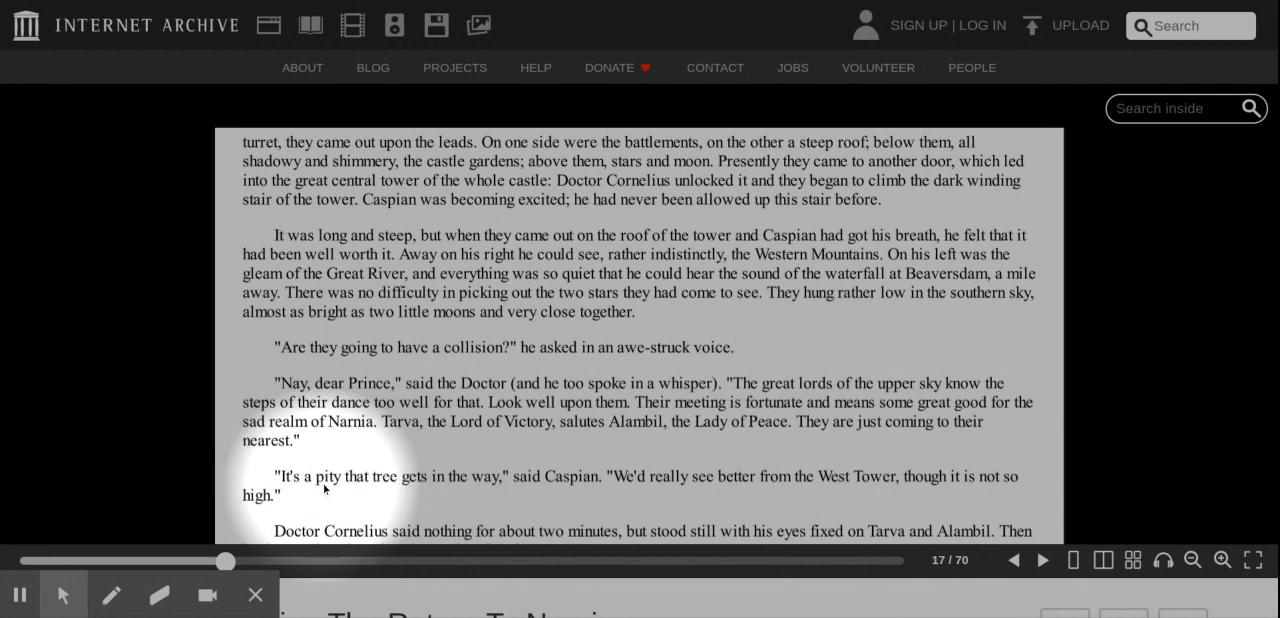 INTERNET ARCHIVE
SIGN UP | LOG IN
UPLOAD
Search
ABOUT
BLOG
PROJECTS
HELP
DONATE
CONTACT
JOBS
VOLUNTEER
PEOPLE
Search inside
turret, they came out upon the leads. On one side were the battlements, on the other a steep roof; below them, all
shadowy and shimmery, the castle gardens; above them, stars and moon. Presently they came to another door, which led
into the great central tower of the whole castle: Doctor Cornelius unlocked it and they began to climb the dark winding
stair of the tower. Caspian was becoming excited; he had never been allowed up this stair before.
It was long and steep, but when they came out on the roof of the tower and Caspian had got his breath, he felt that it
had been well worth it. Away on his right he could see, rather indistinctly, the Western Mountains. On his left was the
gleam of the Great River, and everything was so quiet that he could hear the sound of the waterfall at Beaversdam, a mile
away. There was no difficulty in picking out the two stars they had come to see. They hung rather low in the southern sky,
almost as bright as two little moons and very close together.
"Are they going to have a collision?" he asked in an awe-struck voice.
"Nay, dear Prince," said the Doctor (and he too spoke in a whisper). "The great lords of the upper sky know the
steps of their dance too well for that. Look well upon them. Their meeting is fortunate and means some great good for the
sad realm of Narnia. Tarva, the Lord of Victory, salutes Alambil, the Lady of Peace. They are just coming to their
nearest."
"It's a pity that tree gets in the way," said Caspian. "We'd really see better from the West Tower, though it is not so
high."
Doctor Cornelius said nothing for about two minutes, but stood still with his eyes fixed on Tarva and Alambil. Then
17 / 70
The Return To